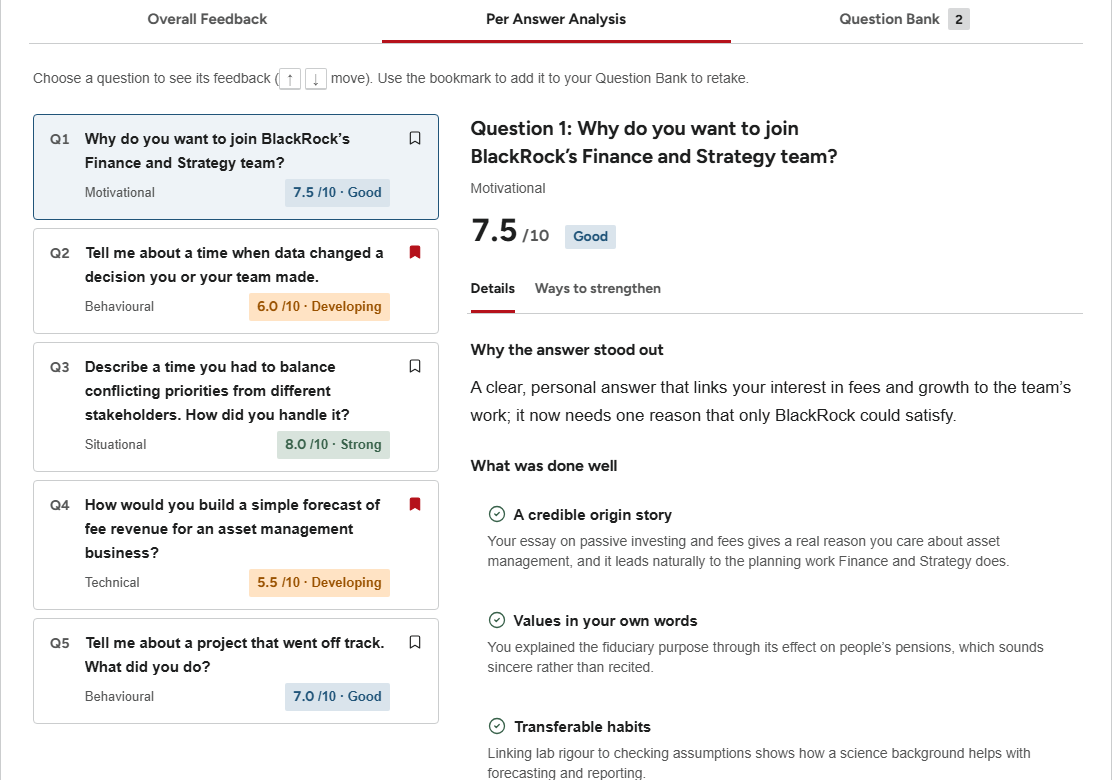 Overall Feedback
Per Answer Analysis
Question Bank 2
Choose a question to see its feedback (↑ ↓ move). Use the bookmark to add it to your Question Bank to retake.
Q1 Why do you want to join BlackRock’s
Finance and Strategy team?
Motivational 7.5 /10 · Good
Q2 Tell me about a time when data changed a
decision you or your team made.
Behavioural 6.0 /10 · Developing
Q3 Describe a time you had to balance
conflicting priorities from different
stakeholders. How did you handle it?
Situational 8.0 /10 · Strong
Q4 How would you build a simple forecast of
fee revenue for an asset management
business?
Technical 5.5 /10 · Developing
Q5 Tell me about a project that went off track.
What did you do?
Behavioural 7.0 /10 · Good
Question 1: Why do you want to join
BlackRock’s Finance and Strategy team?
Motivational
7.5 /10 Good
Details Ways to strengthen
Why the answer stood out
A clear, personal answer that links your interest in fees and growth to the team’s
work; it now needs one reason that only BlackRock could satisfy.
What was done well
A credible origin story
Your essay on passive investing and fees gives a real reason you care about asset
management, and it leads naturally to the planning work Finance and Strategy does.
Values in your own words
You explained the fiduciary purpose through its effect on people’s pensions, which sounds
sincere rather than recited.
Transferable habits
Linking lab rigour to checking assumptions shows how a science background helps with
forecasting and reporting.